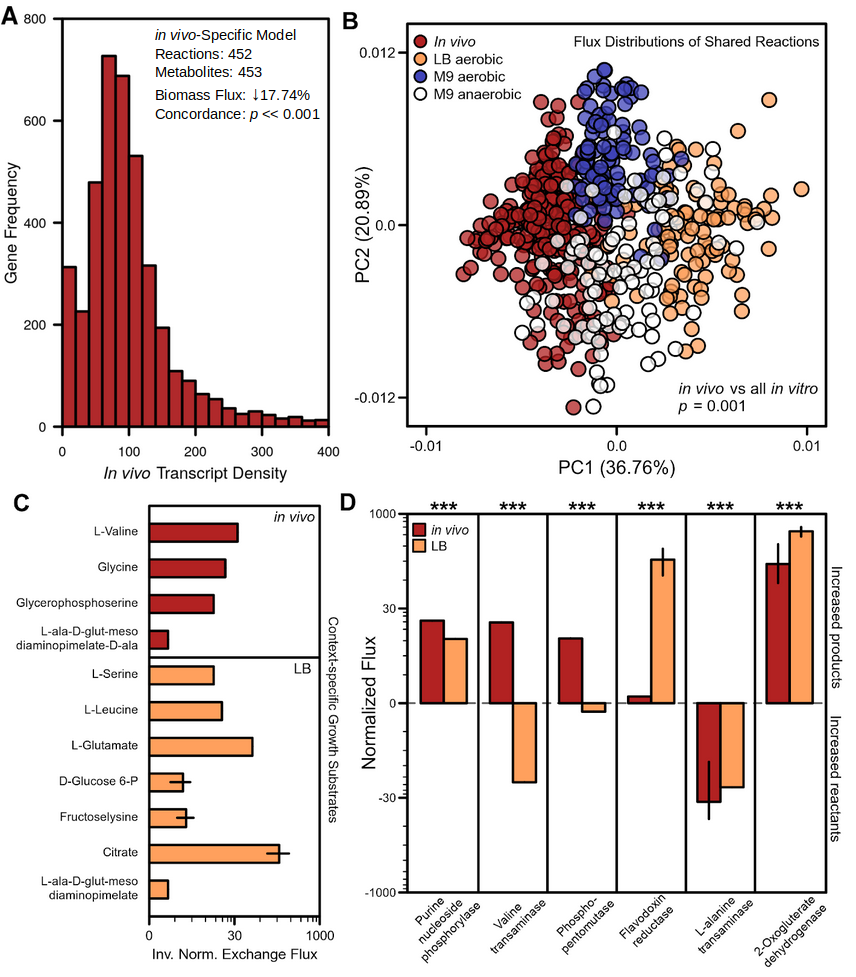 A
800
600
400
200
0
Gene Frequency
in vivo-Specific Model
Reactions: 452
Metabolites: 453
Biomass Flux: ↓17.74%
Concordance: p << 0.001
0
100
200
300
400
In vivo Transcript Density
B
In vivo
LB aerobic
M9 aerobic
M9 anaerobic
Flux Distributions of Shared Reactions
0.012
0.0
-0.012
PC2 (20.89%)
in vivo vs all in vitro
p = 0.001
-0.01
0.0
0.01
PC1 (36.76%)
C
in vivo
L-Valine
Glycine
Glycerophosphoserine
L-ala-D-glut-meso
diaminopimelate-D-ala
LB
L-Serine
L-Leucine
L-Glutamate
D-Glucose 6-P
Fructoselysine
Citrate
L-ala-D-glut-meso
diaminopimelate
Context-specific Growth Substrates
0
30
1000
Inv. Norm. Exchange Flux
D
*** *** *** *** *** ***
in vivo
LB
1000
30
0
-30
-1000
Normalized Flux
Increased products
Increased reactants
Purine
nucleoside
phosphorylase
Valine
transaminase
Phospho-
pentomutase
Flavodoxin
reductase
L-alanine
transaminase
2-Oxogluterate
dehydrogenase